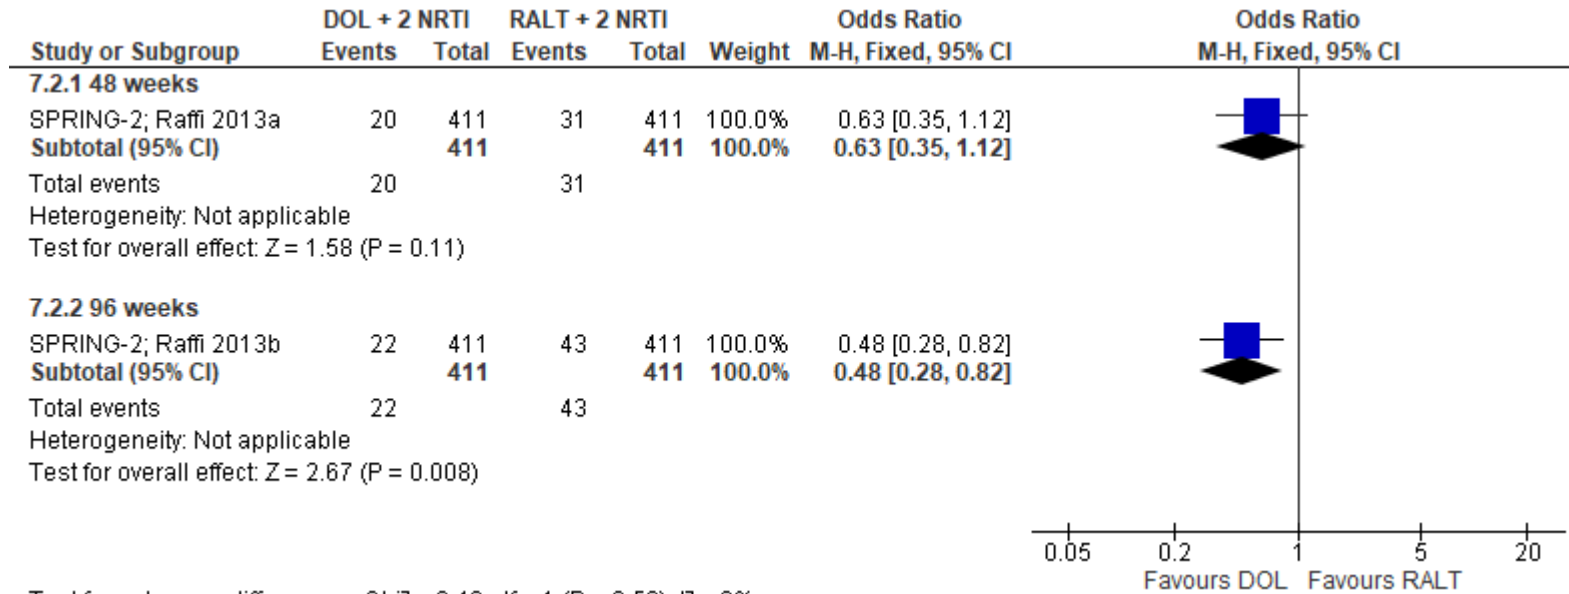 DOL + 2 NRTI RALT + 2 NRTI Odds Ratio Odds Ratio
Study or Subgroup Events Total Events Total Weight M-H, Fixed, 95% CI M-H, Fixed, 95% CI
7.2.1 48 weeks
SPRING-2; Raffi 2013a 20 411 31 411 100.0% 0.63 [0.35, 1.12]
Subtotal (95% CI) 411 411 100.0% 0.63 [0.35, 1.12]
Total events 20 31
Heterogeneity: Not applicable
Test for overall effect: Z = 1.58 (P = 0.11)
7.2.2 96 weeks
SPRING-2; Raffi 2013b 22 411 43 411 100.0% 0.48 [0.28, 0.82]
Subtotal (95% CI) 411 411 100.0% 0.48 [0.28, 0.82]
Total events 22 43
Heterogeneity: Not applicable
Test for overall effect: Z = 2.67 (P = 0.008)
0.05 0.2 1 5 20
Favours DOL Favours RALT